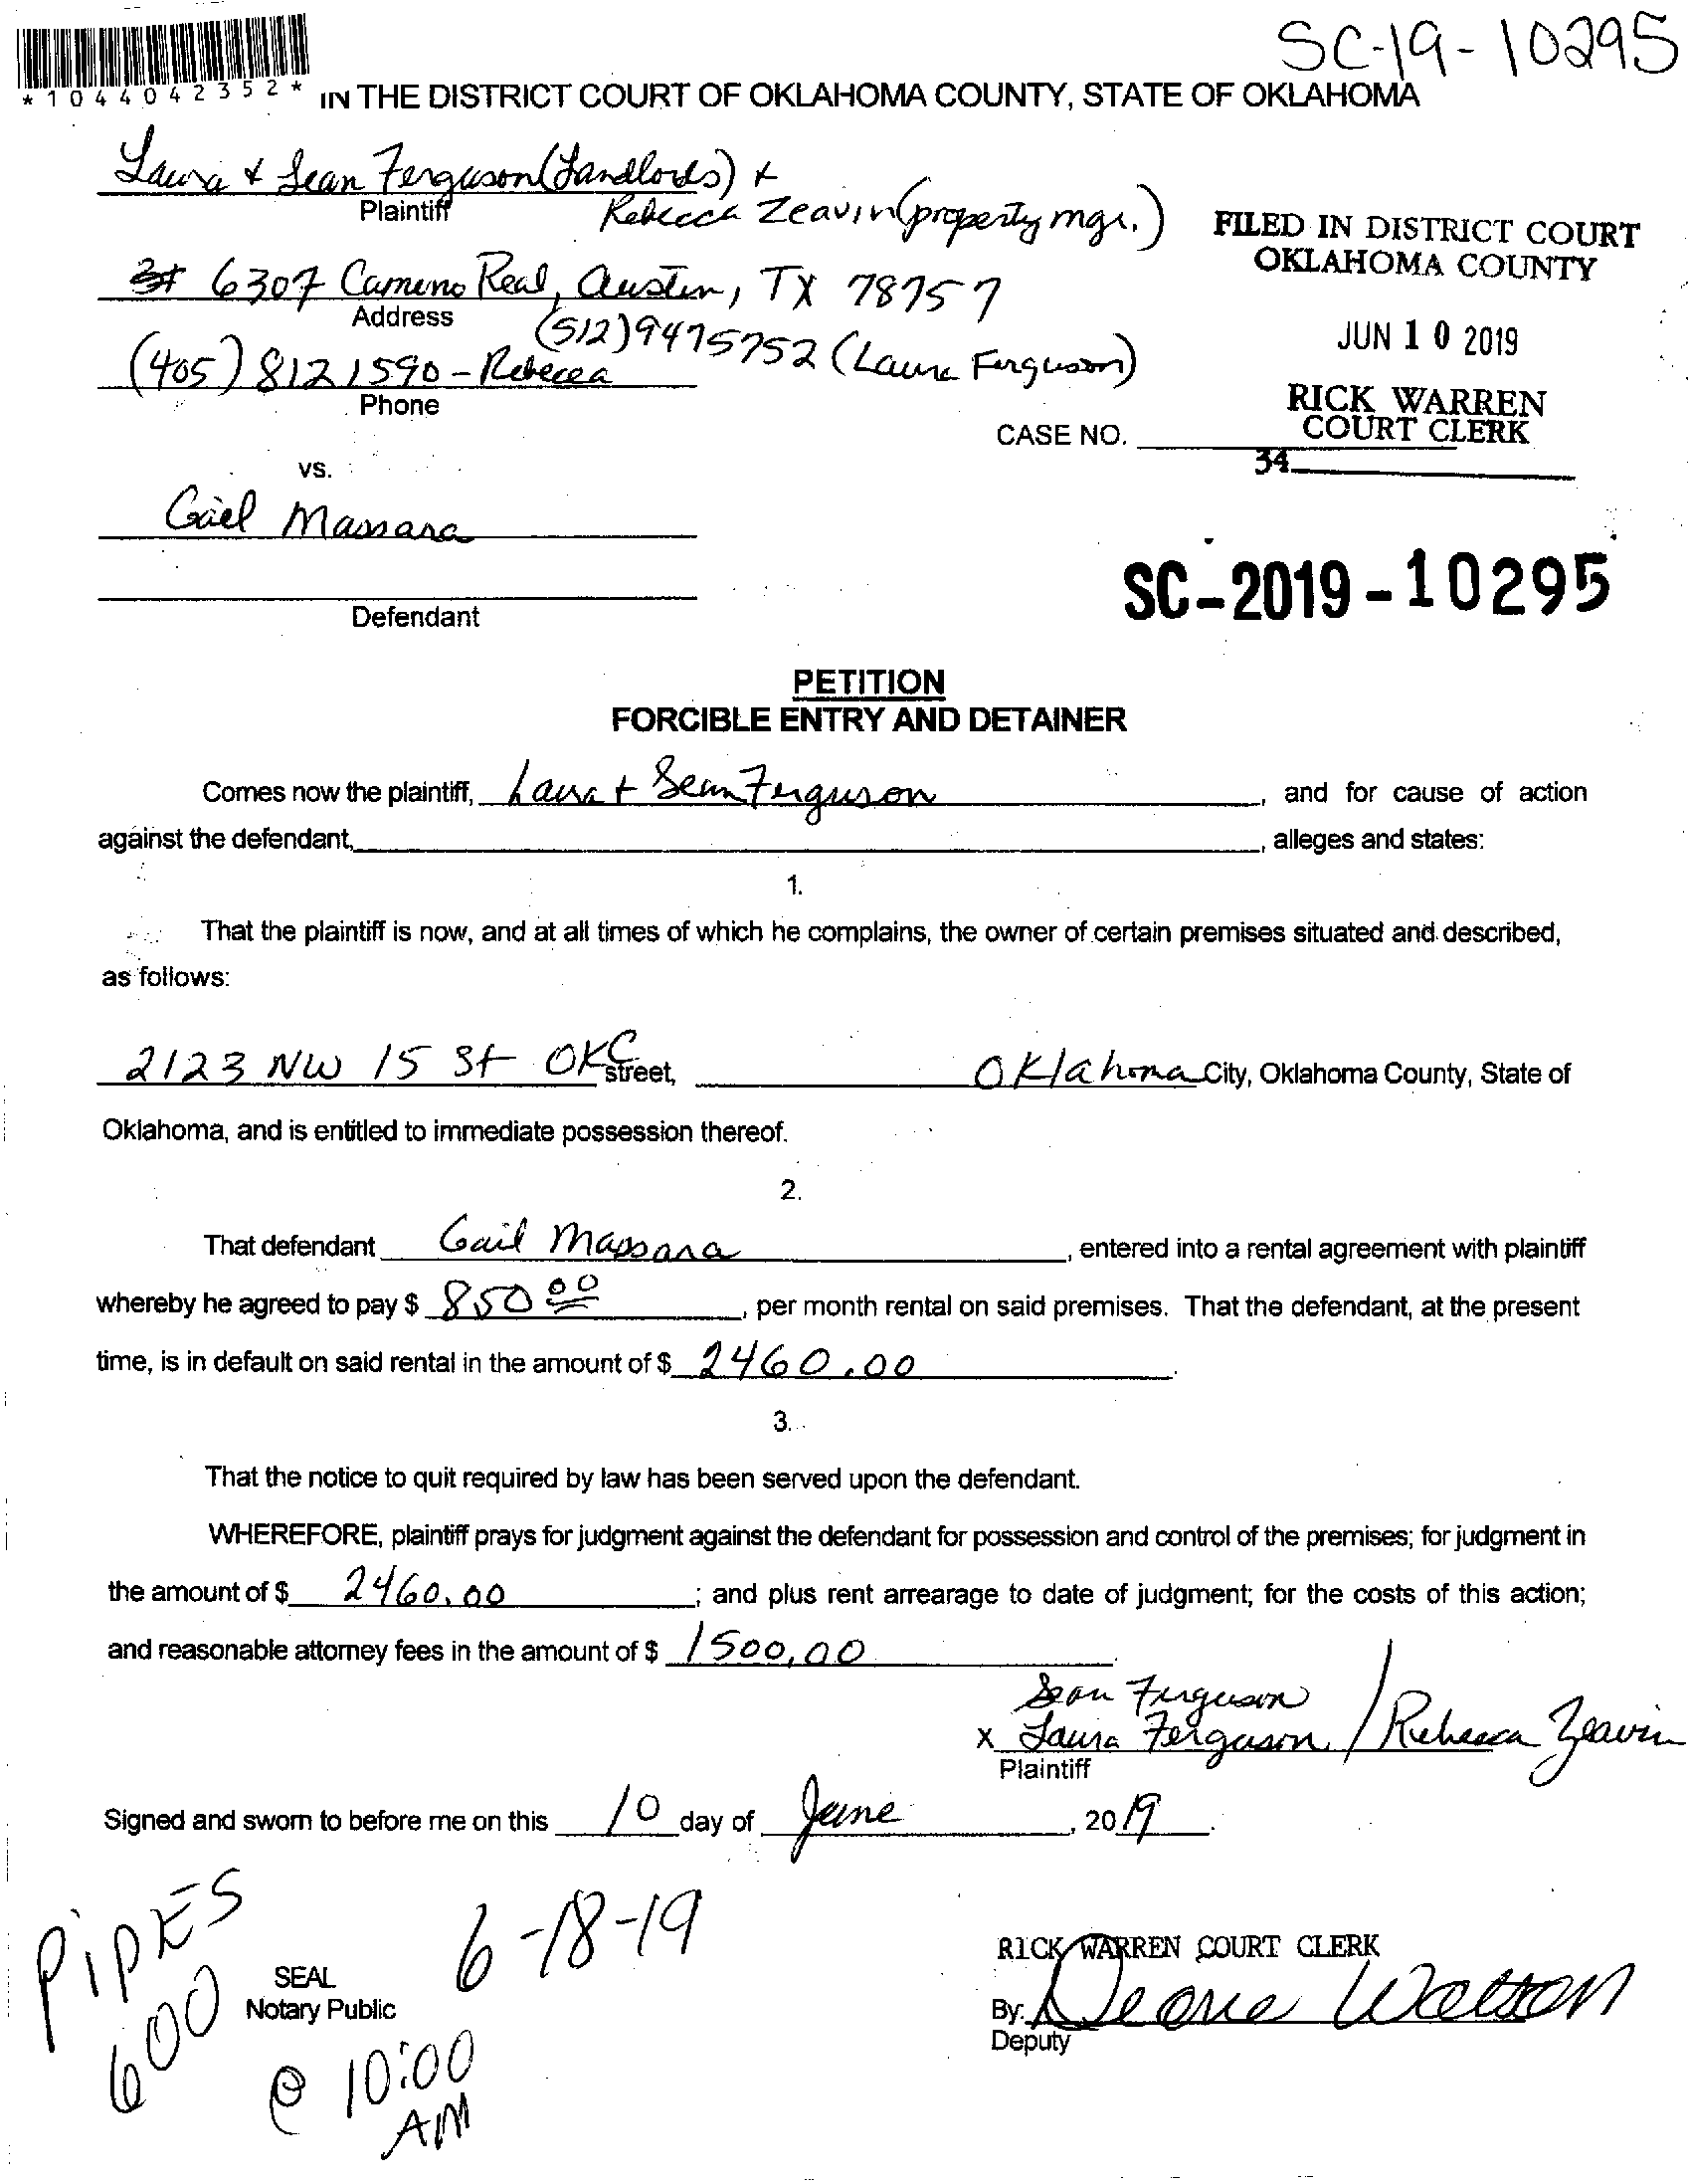 SC-19-10295
*1044042352*
IN THE DISTRICT COURT OF OKLAHOMA COUNTY, STATE OF OKLAHOMA
Laura & Sean Ferguson (Landlords) +
Plaintiff
Rebecca Zeavin (property mgr.)
FILED IN DISTRICT COURT
OKLAHOMA COUNTY
6307 Camino Real, Austin, TX 78757
Address
(512) 9475752 (Laura Ferguson)
JUN 10 2019
(405) 8121590 - Rebecca
Phone
RICK WARREN
COURT CLERK
CASE NO.
34
vs.
Gail Massara
SC-2019-10295
Defendant
PETITION
FORCIBLE ENTRY AND DETAINER
Comes now the plaintiff, Laura + Sean Ferguson, and for cause of action
against the defendant, , alleges and states:
1.
That the plaintiff is now, and at all times of which he complains, the owner of certain premises situated and described,
as follows:
2123 NW 15 St OKC street, Oklahoma City, Oklahoma County, State of
Oklahoma, and is entitled to immediate possession thereof.
2.
That defendant Gail Massara, entered into a rental agreement with plaintiff
whereby he agreed to pay $ 850 00, per month rental on said premises. That the defendant, at the present
time, is in default on said rental in the amount of $ 2460.00.
3.
That the notice to quit required by law has been served upon the defendant.
WHEREFORE, plaintiff prays for judgment against the defendant for possession and control of the premises; for judgment in
the amount of $ 2460.00; and plus rent arrearage to date of judgment; for the costs of this action;
and reasonable attorney fees in the amount of $ 1500.00.
Sean Ferguson
x Laura Ferguson / Rebecca Zeavin
Plaintiff
Signed and sworn to before me on this 10 day of June, 2019.
PiPES
600
6-18-19
@ 10:00
AM
SEAL
Notary Public
RICK WARREN COURT CLERK
By: Deone Watson
Deputy